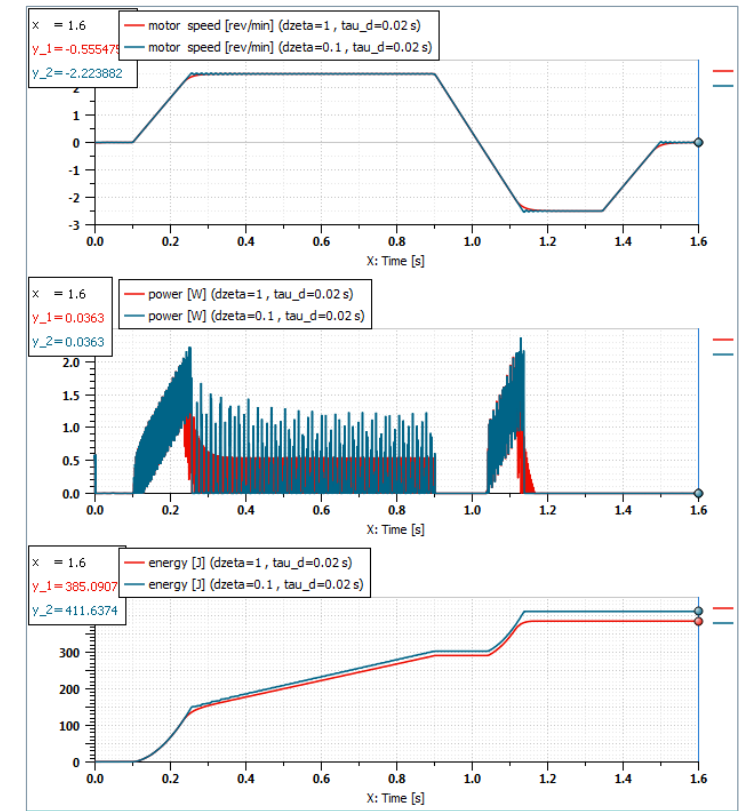 x = 1.6
y_1=-0.555475
y_2=-2.223882
motor speed [rev/min] (dzeta=1 , tau_d=0.02 s)
motor speed [rev/min] (dzeta=0.1 , tau_d=0.02 s)
2
1
0
-1
-2
-3
0.0 0.2 0.4 0.6 0.8 1.0 1.2 1.4 1.6
X: Time [s]
x = 1.6
y_1=0.0363
y_2=0.0363
power [W] (dzeta=1 , tau_d=0.02 s)
power [W] (dzeta=0.1 , tau_d=0.02 s)
2.0
1.5
1.0
0.5
0.0
0.0 0.2 0.4 0.6 0.8 1.0 1.2 1.4 1.6
X: Time [s]
x = 1.6
y_1=385.0907
y_2=411.6374
energy [J] (dzeta=1 , tau_d=0.02 s)
energy [J] (dzeta=0.1 , tau_d=0.02 s)
300
200
100
0
0.0 0.2 0.4 0.6 0.8 1.0 1.2 1.4 1.6
X: Time [s]